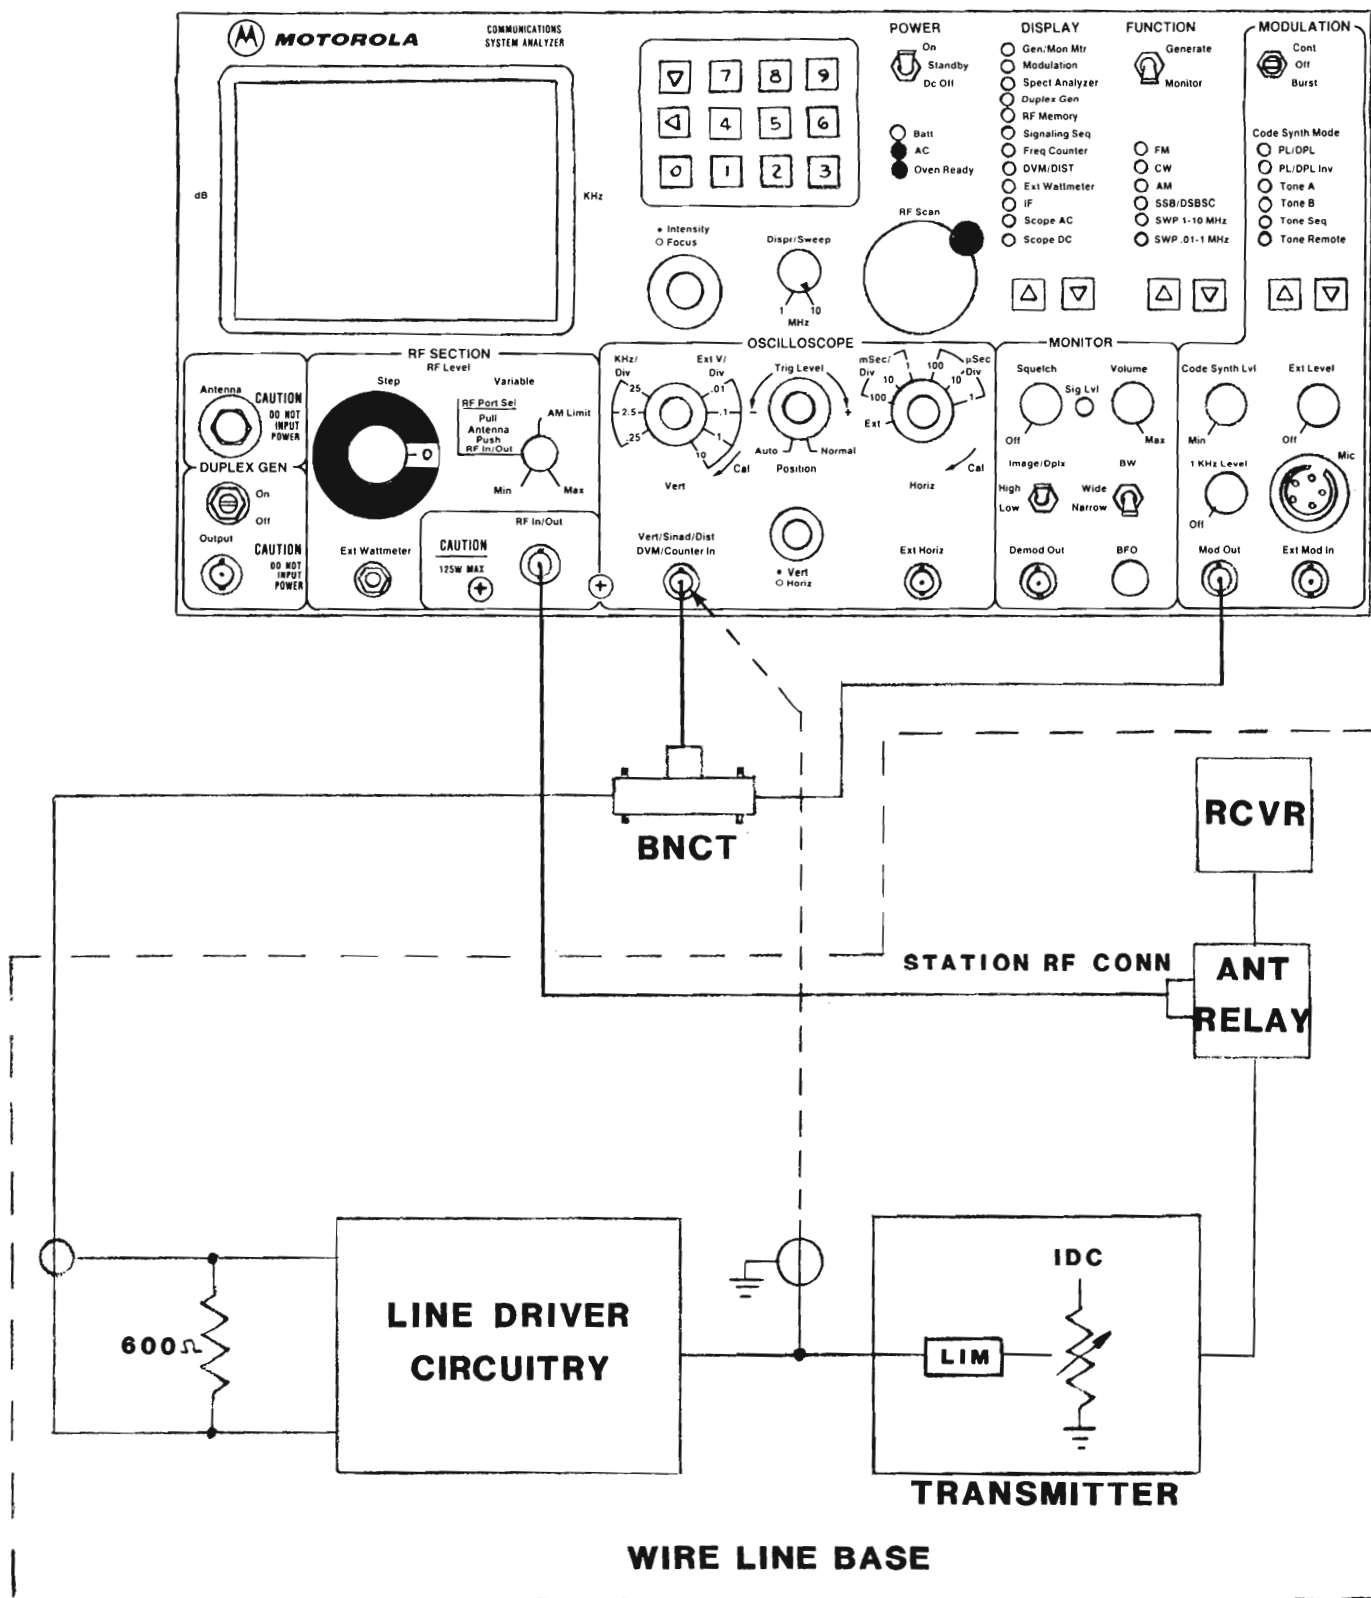 MOTOROLA
COMMUNICATIONS
SYSTEM ANALYZER
dB
KHz
7 8 9
4 5 6
0 1 2 3
POWER
On
Standby
Dc Off
Batt
AC
Oven Ready
DISPLAY
Gen/Mon Mtr
Modulation
Spect Analyzer
Duplex Gen
RF Memory
Signaling Seq
Freq Counter
DVM/DIST
Ext Wattmeter
IF
Scope AC
Scope DC
FUNCTION
Generate
Monitor
FM
CW
AM
SSB/DSBSC
SWP 1-10 MHz
SWP .01-1 MHz
MODULATION
Cont
Off
Burst
Code Synth Mode
PL/DPL
PL/DPL Inv
Tone A
Tone B
Tone Seq
Tone Remote
Intensity
Focus
Dispr/Sweep
1 10
MHz
RF Scan
Antenna
CAUTION
DO NOT
INPUT
POWER
DUPLEX GEN
On
Off
Output
CAUTION
DO NOT
INPUT
POWER
RF SECTION
RF Level
Step
Variable
0
RF Port Sel
Pull
Antenna
Push
RF In/Out
AM Limit
Min
Max
Ext Wattmeter
CAUTION
125W MAX
RF In/Out
OSCILLOSCOPE
KHz/
Div
25
2.5
.25
Ext V/
Div
.01
.1
1
10
Cal
Vert
Trig Level
- +
Auto
Normal
Position
Vert
Horiz
mSec/
Div
1
10
100
Ext
µSec
Div
100
10
1
Cal
Horiz
Vert/Sinad/Dist
DVM/Counter In
Ext Horiz
MONITOR
Squelch
Sig Lvl
Volume
Off
Max
Image/Dplx
High
Low
BW
Wide
Narrow
Demod Out
BFO
Code Synth Lvl
Ext Level
Min
Off
1 KHz Level
Off
Mic
Mod Out
Ext Mod In
BNCT
RCVR
STATION RF CONN
ANT
RELAY
600Ω
LINE DRIVER
CIRCUITRY
IDC
LIM
TRANSMITTER
WIRE LINE BASE